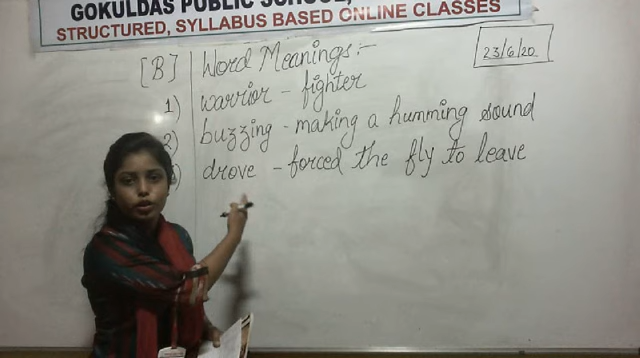 GOKULDAS PUBLIC SCHOOL,
STRUCTURED, SYLLABUS BASED ONLINE CLASSES
23/6/20
[B] Word Meanings:-
1) warrior - fighter
2) buzzing - making a humming sound
) drove - forced the fly to leave